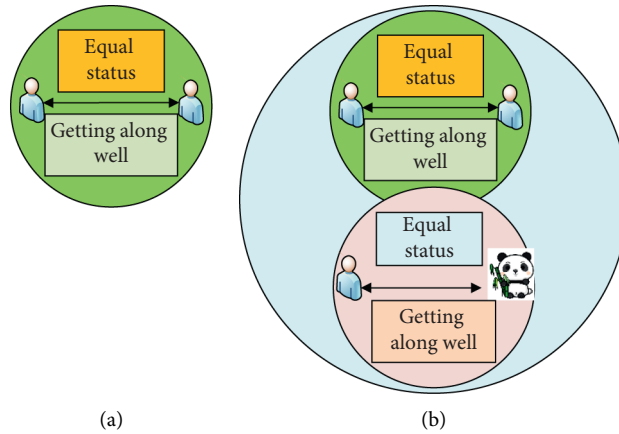 Equal
status
Getting along
well
Equal
status
Getting along
well
Equal
status
Getting
along well
(a)
(b)